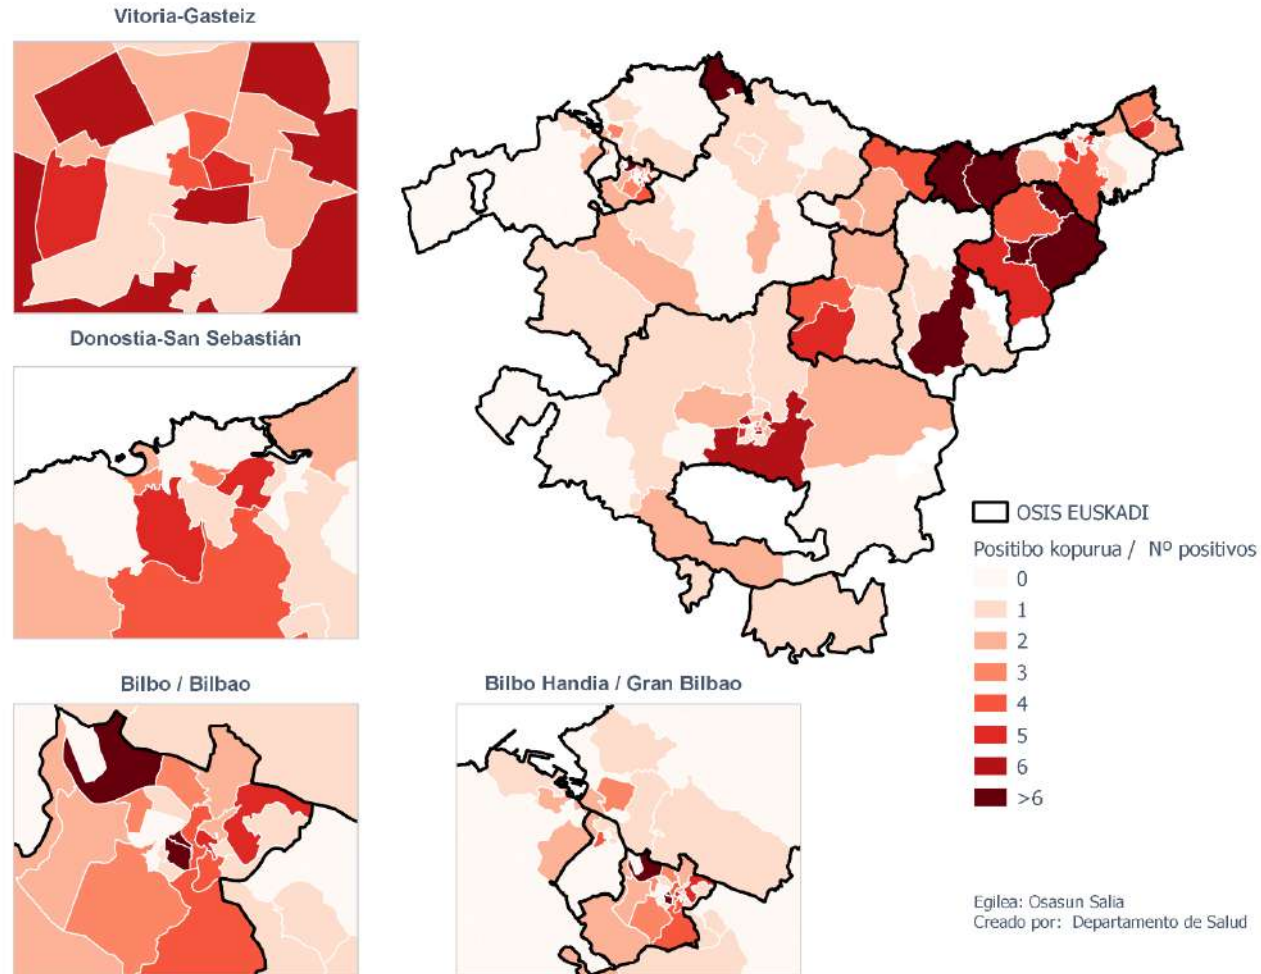 Vitoria-Gasteiz
Donostia-San Sebastián
Bilbo / Bilbao
Bilbo Handia / Gran Bilbao
OSIS EUSKADI
Positibo kopurua / Nº positivos
0
1
2
3
4
5
6
>6
Egilea: Osasun Salia
Creado por: Departamento de Salud